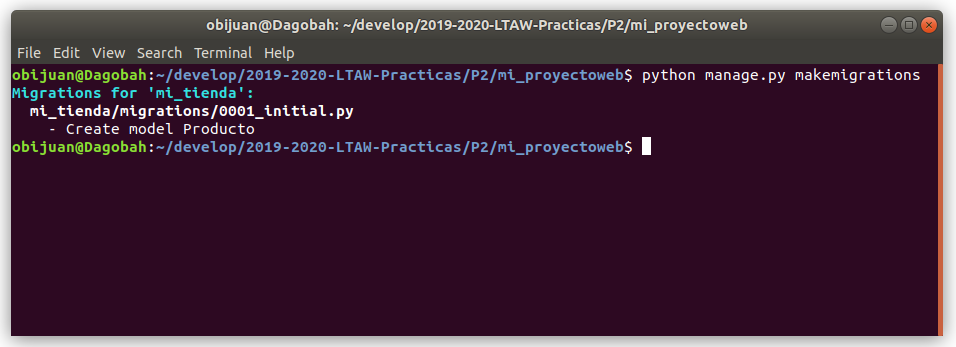 obijuan@Dagobah: ~/develop/2019-2020-LTAW-Practicas/P2/mi_proyectoweb
File Edit View Search Terminal Help
obijuan@Dagobah:~/develop/2019-2020-LTAW-Practicas/P2/mi_proyectoweb$ python manage.py makemigrations
Migrations for 'mi_tienda':
  mi_tienda/migrations/0001_initial.py
    - Create model Producto
obijuan@Dagobah:~/develop/2019-2020-LTAW-Practicas/P2/mi_proyectoweb$